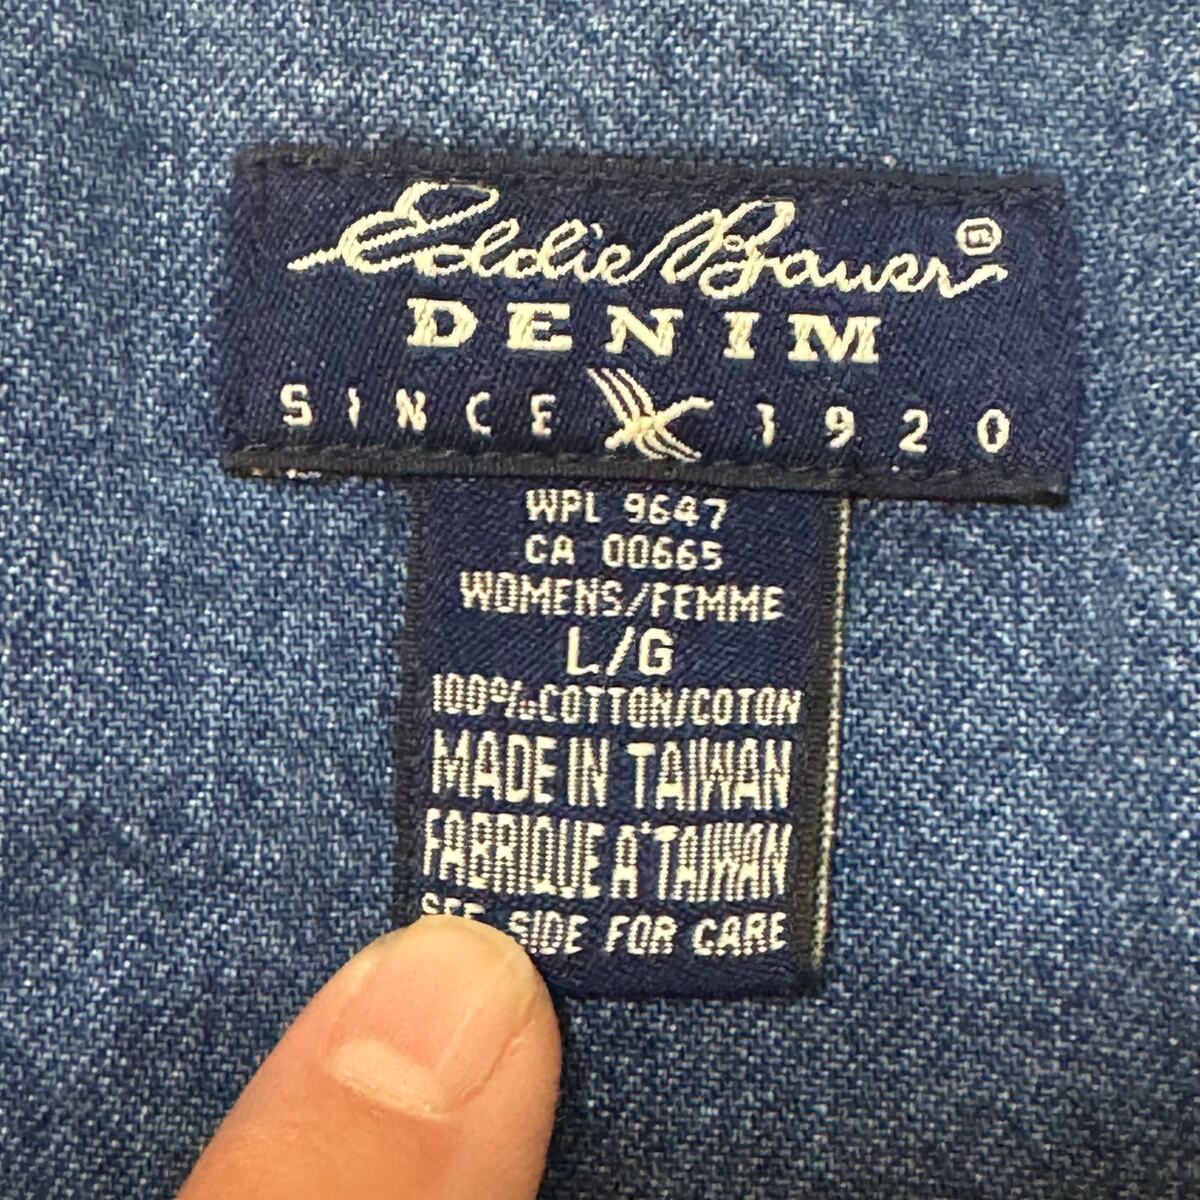 Eddie Bauer®
DENIM
SINCE 1920
WPL 9647
CA 00665
WOMENS/FEMME
L/G
100% COTTON/COTON
MADE IN TAIWAN
FABRIQUE A'TAIWAN
SEE SIDE FOR CARE